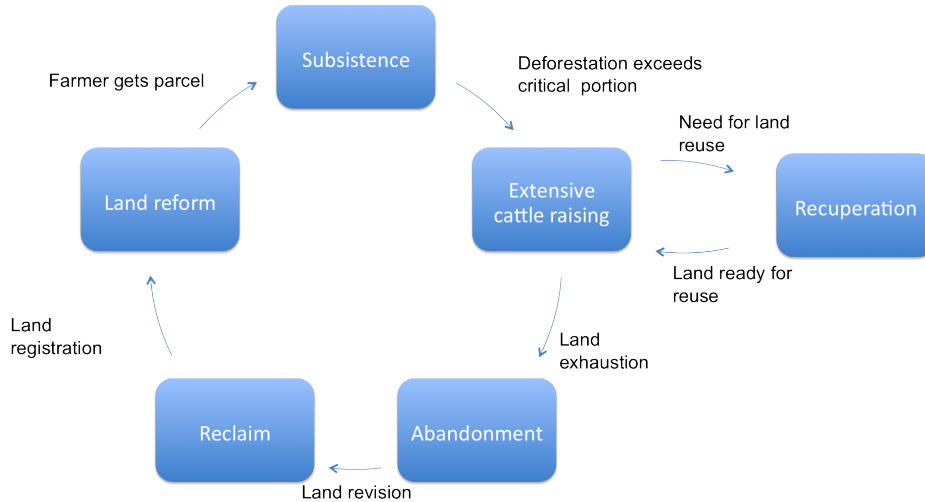 Subsistence
Farmer gets parcel
Deforestation exceeds
critical portion
Need for land
reuse
Land reform
Extensive
cattle raising
Recuperation
Land ready for
reuse
Land
registration
Land
exhaustion
Reclaim
Abandonment
Land revision